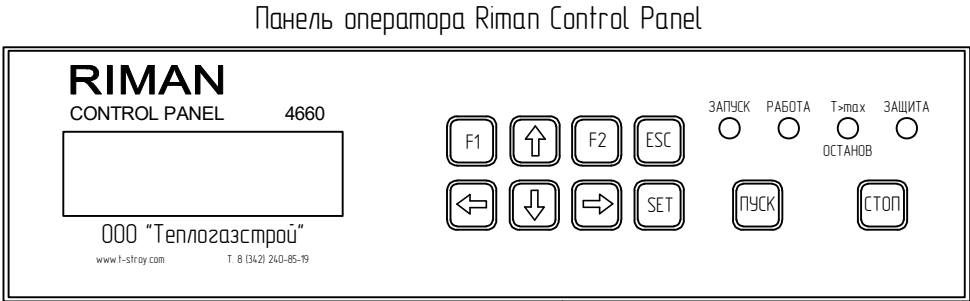 Панель оператора Riman Control Panel
RIMAN
CONTROL PANEL 4660
ООО "Теплогазстрой"
www.t-stroy.com Т. 8 (342) 240-85-19
F1 F2 ESC
SET
ЗАПУСК РАБОТА T>max ЗАЩИТА
ОСТАНОВ
ПУСК СТОП